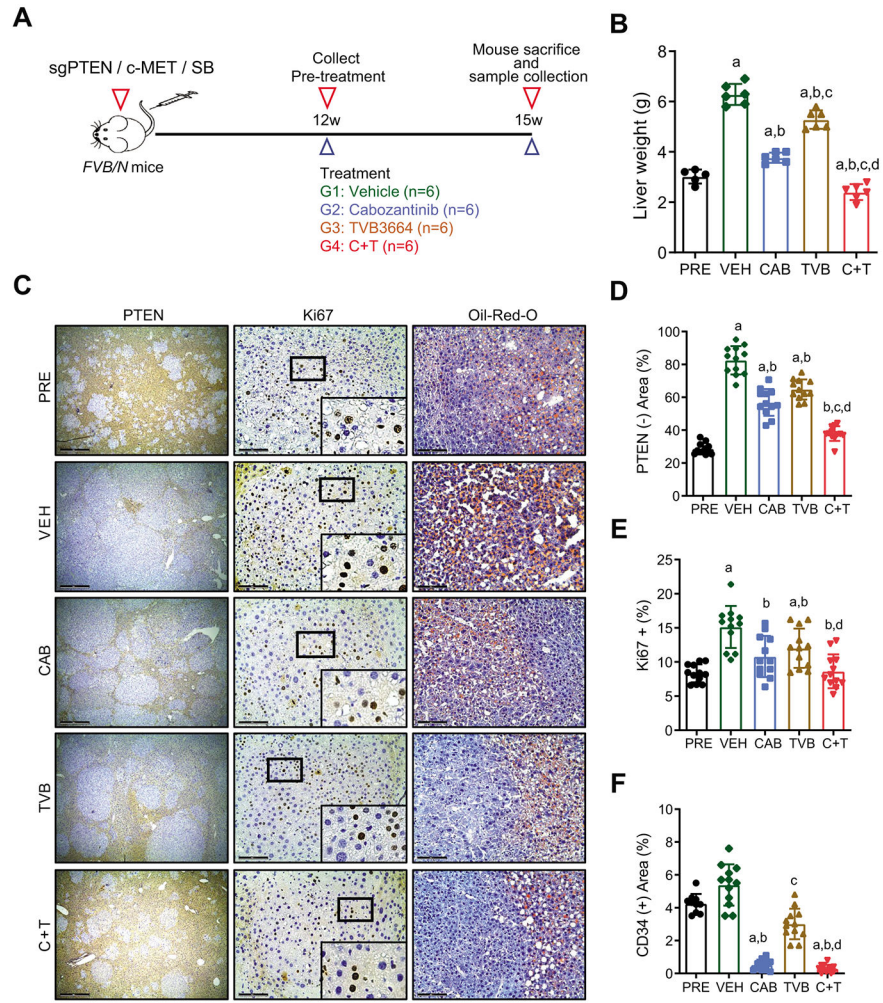 A
sgPTEN / c-MET / SB
FVB/N mice
Collect
Pre-treatment
12w
Mouse sacrifice
and
sample collection
15w
Treatment
G1: Vehicle (n=6)
G2: Cabozantinib (n=6)
G3: TVB3664 (n=6)
G4: C+T (n=6)
B
Liver weight (g)
8
6
4
2
0
a
a,b
a,b,c
a,b,c,d
PRE VEH CAB TVB C+T
C
PTEN Ki67 Oil-Red-O
PRE
VEH
CAB
TVB
C+T
D
PTEN (-) Area (%)
100
80
60
40
20
0
a
a,b
a,b
b,c,d
PRE VEH CAB TVB C+T
E
Ki67 + (%)
25
20
15
10
5
0
a
b
a,b
b,d
PRE VEH CAB TVB C+T
F
CD34 (+) Area (%)
10
8
6
4
2
0
a,b
c
a,b,d
PRE VEH CAB TVB C+T